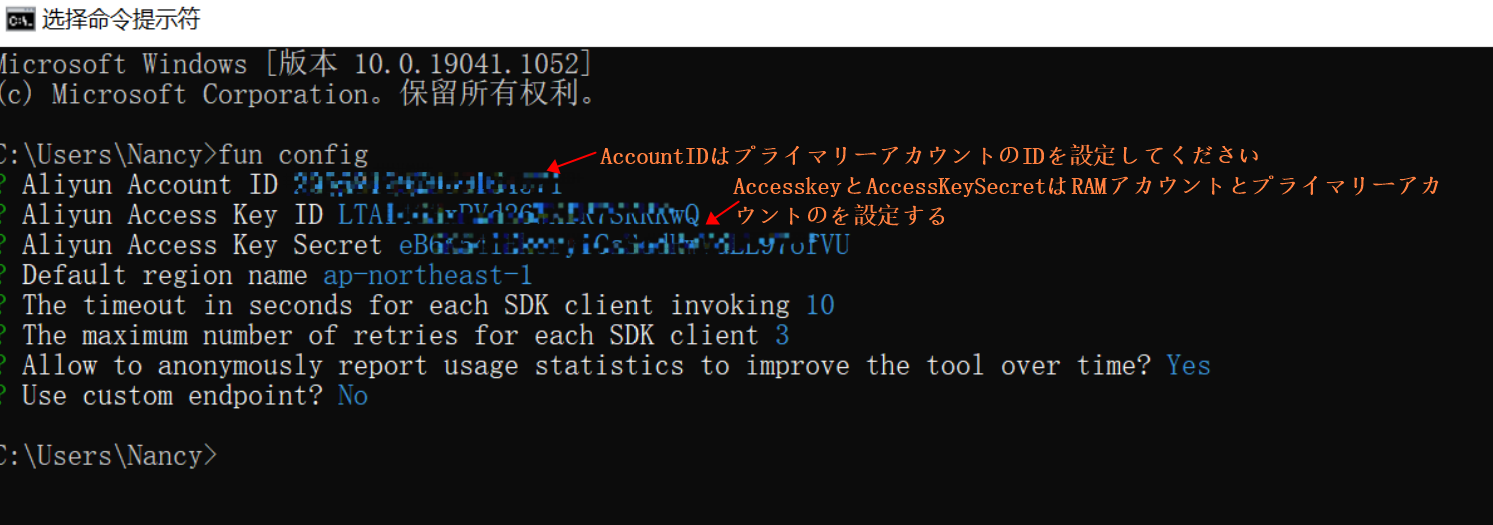 选择命令提示符
Microsoft Windows [版本 10.0.19041.1052]
(c) Microsoft Corporation。保留所有权利。
C:\Users\Nancy>fun config
AccountIDはプライマリーアカウントのIDを設定してください
? Aliyun Account ID
AccesskeyとAccessKeySecretはRAMアカウントとプライマリーアカ
ウントのを設定する
? Aliyun Access Key ID
? Aliyun Access Key Secret
? Default region name ap-northeast-1
? The timeout in seconds for each SDK client invoking 10
? The maximum number of retries for each SDK client 3
? Allow to anonymously report usage statistics to improve the tool over time? Yes
? Use custom endpoint? No
C:\Users\Nancy>